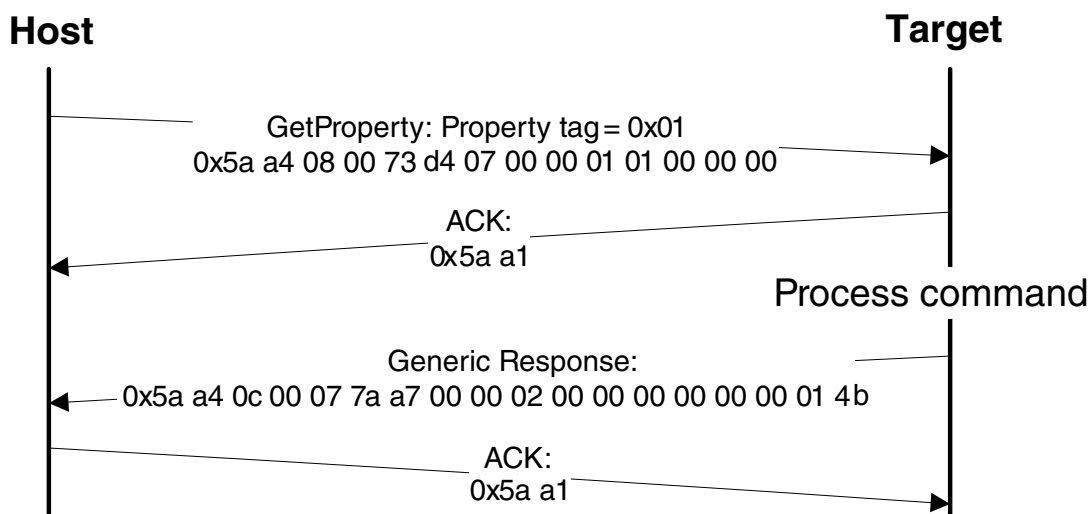 Host
Target
GetProperty: Property tag = 0x01
0x5a a4 08 00 73 d4 07 00 00 01 01 00 00 00
ACK:
0x5a a1
Process command
Generic Response:
0x5a a4 0c 00 07 7a a7 00 00 02 00 00 00 00 00 00 01 4b
ACK:
0x5a a1